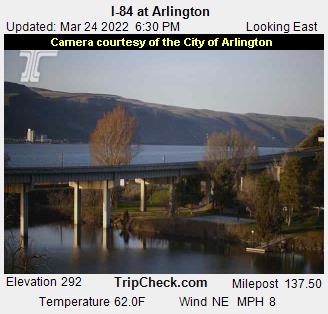 I-84 at Arlington
Updated: Mar 24 2022 6:30 PM Looking East
Camera courtesy of the City of Arlington
Elevation 292 TripCheck.com Milepost 137.50
Temperature 62.0F Wind NE MPH 8